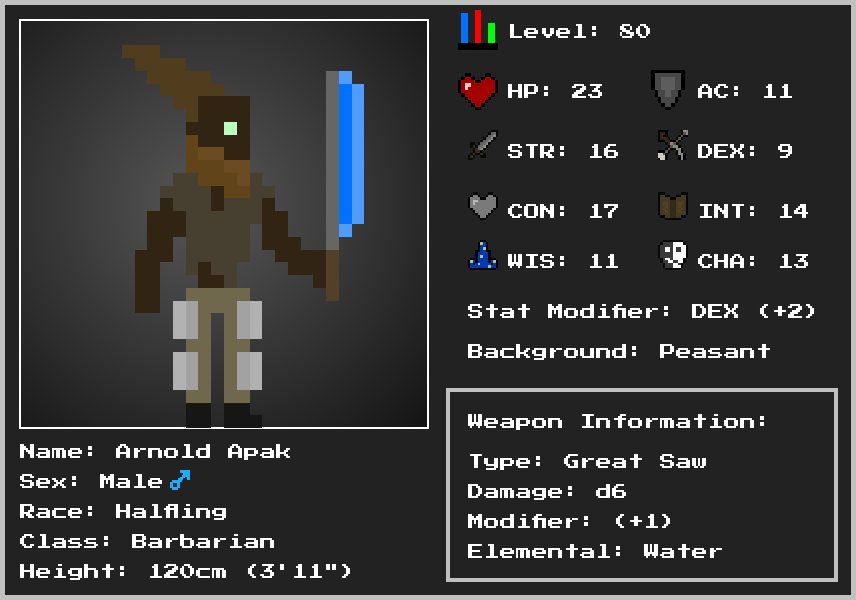 Level: 80
HP: 23
AC: 11
STR: 16
DEX: 9
CON: 17
INT: 14
WIS: 11
CHA: 13
Stat Modifier: DEX (+2)
Background: Peasant
Weapon Information:
Type: Great Saw
Damage: d6
Modifier: (+1)
Elemental: Water
Name: Arnold Apak
Sex: Male♂
Race: Halfling
Class: Barbarian
Height: 120cm (3'11")